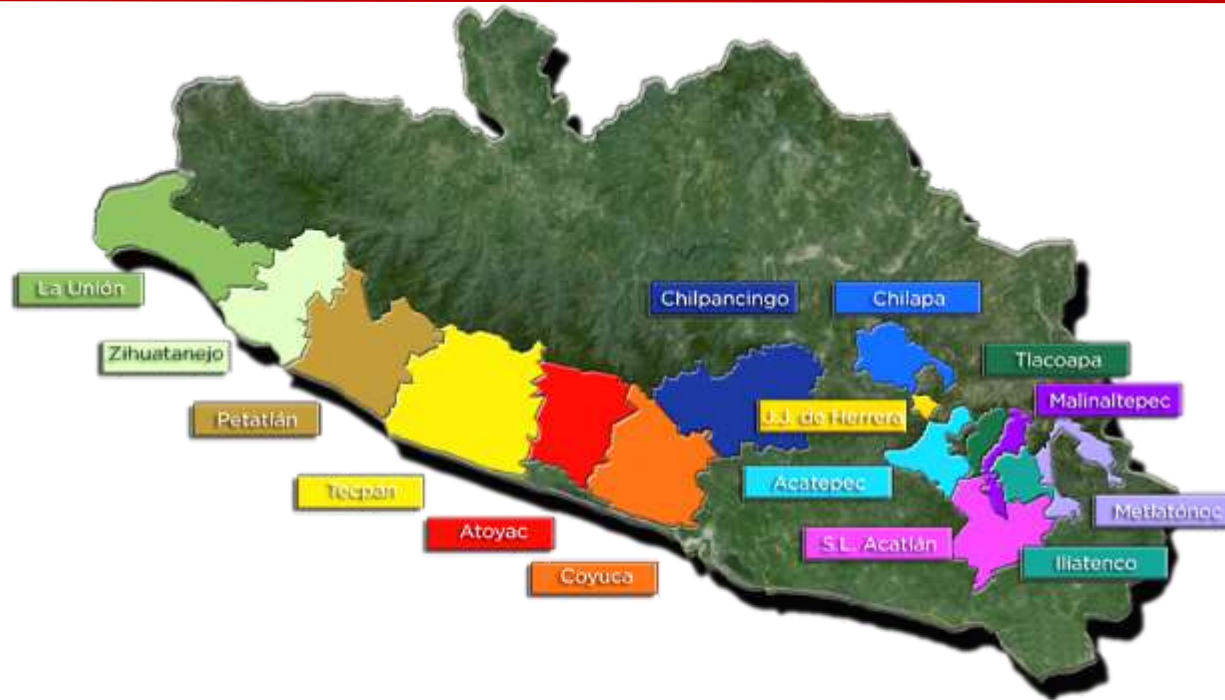 La Unión
Zihuatanejo
Petatlán
Tecpan
Atoyac
Coyuca
Chilpancingo
Chilapa
Tlacoapa
Malinaltepec
J.J. de Herrera
Acatepec
Metlatónoc
S.L. Acatlán
Iliatenco